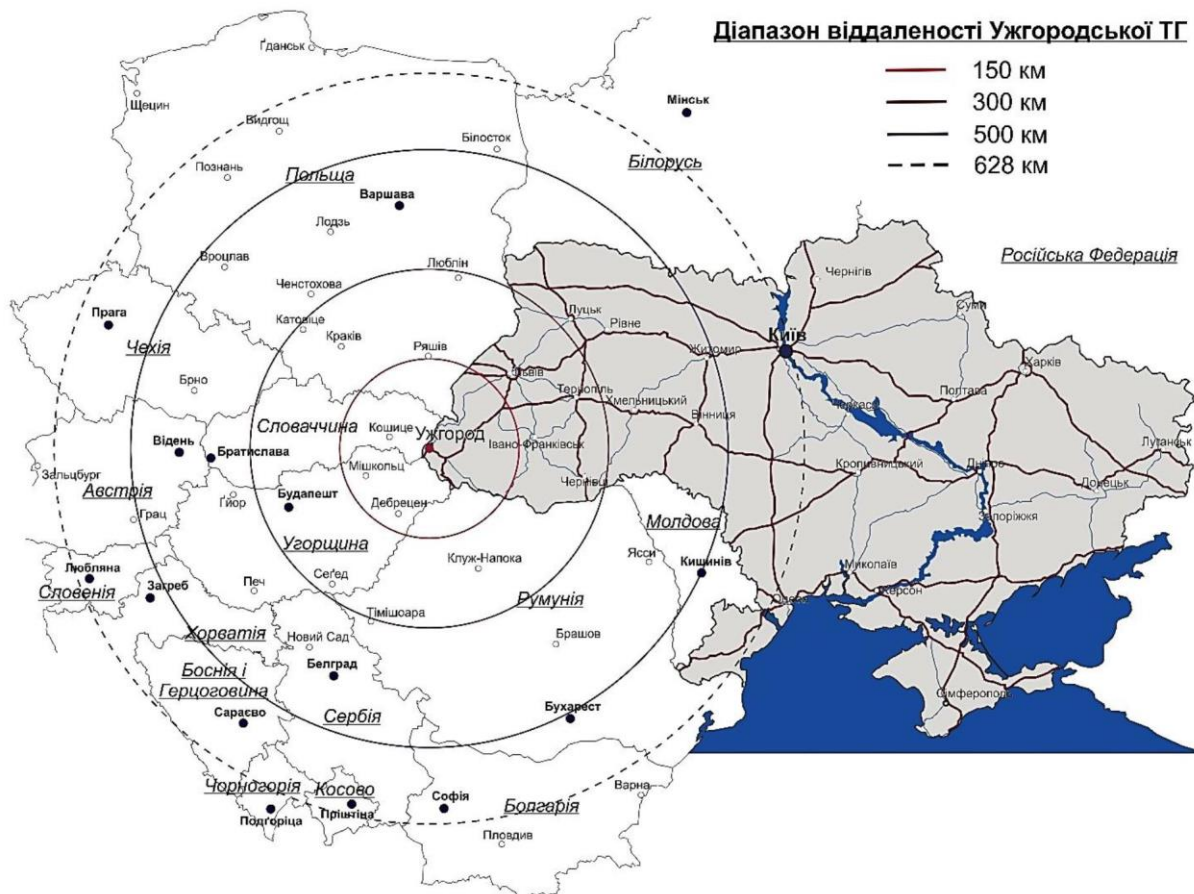 Діапазон віддаленості Ужгородської ТГ
150 км
300 км
500 км
628 км
Ґданськ
Щецин
Мінськ
Видгощ
Білосток
Білорусь
Познань
Польща
Варшава
Лодзь
Російська Федерація
Вроцлав
Люблін
Чернігів
Ченстохова
Суми
Прага
Катовіце
Луцьк
Рівне
Київ
Чехія
Краків
Ряшів
Житомир
Харків
Львів
Брно
Тернопіль
Хмельницький
Полтава
Словаччина
Черкаси
Кошице
Ужгород
Вінниця
Відень
Братислава
Івано-Франківськ
Луганськ
Зальцбург
Мішкольц
Кропивницький
Дніпро
Австрія
Ґйор
Будапешт
Дебрецен
Чернівці
Донецьк
Грац
Запоріжжя
Молдова
Угорщина
Клуж-Напока
Ясси
Кишинів
Миколаїв
Любляна
Словенія
Загреб
Печ
Сеґед
Румунія
Херсон
Одеса
Тімішоара
Хорватія
Новий Сад
Брашов
Боснія і
Герцоговина
Белград
Сімферополь
Сараєво
Сербія
Бухарест
Чорногорія
Косово
Варна
Подґоріца
Пріштіна
Софія
Болгарія
Пловдив